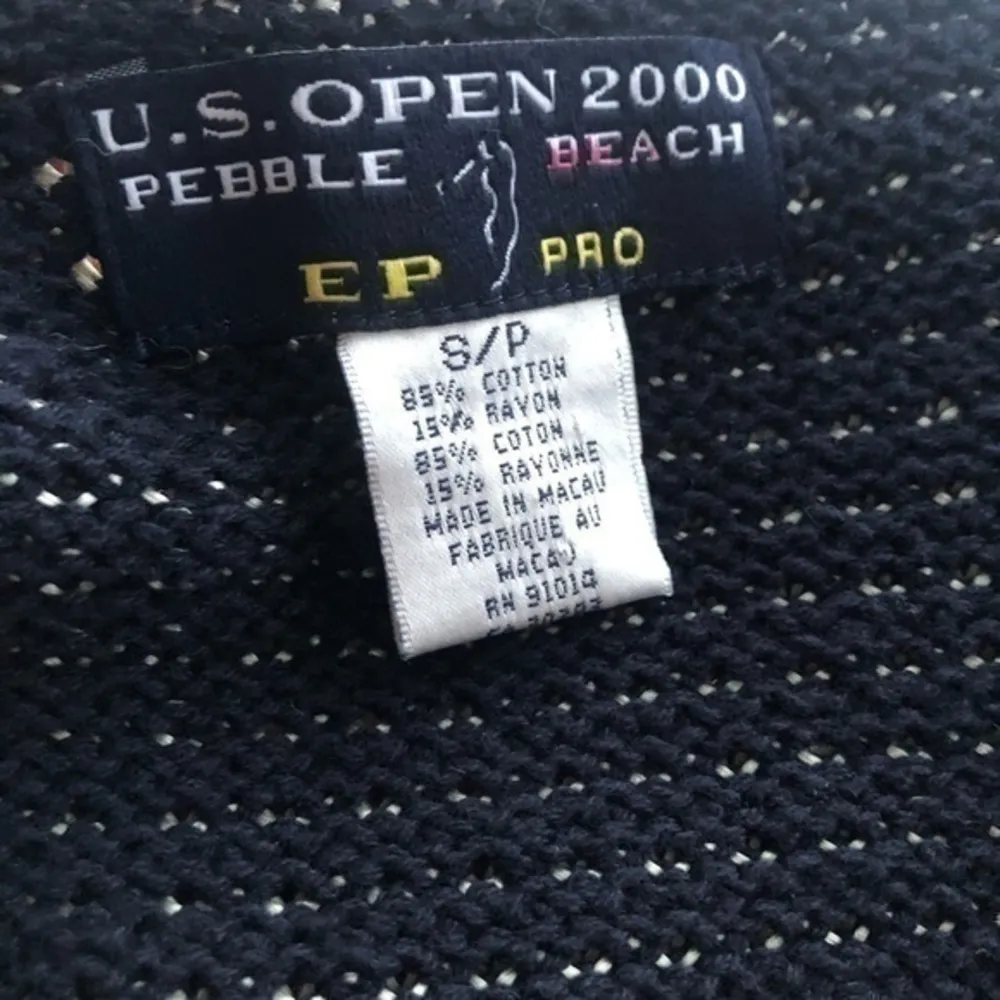 U.S. OPEN 2000
PEBBLE BEACH
EP PRO
S/P
85% COTTON
15% RAYON
85% COTON
15% RAYONNE
MADE IN MACAU
FABRIQUE AU
MACAU
RN 91014